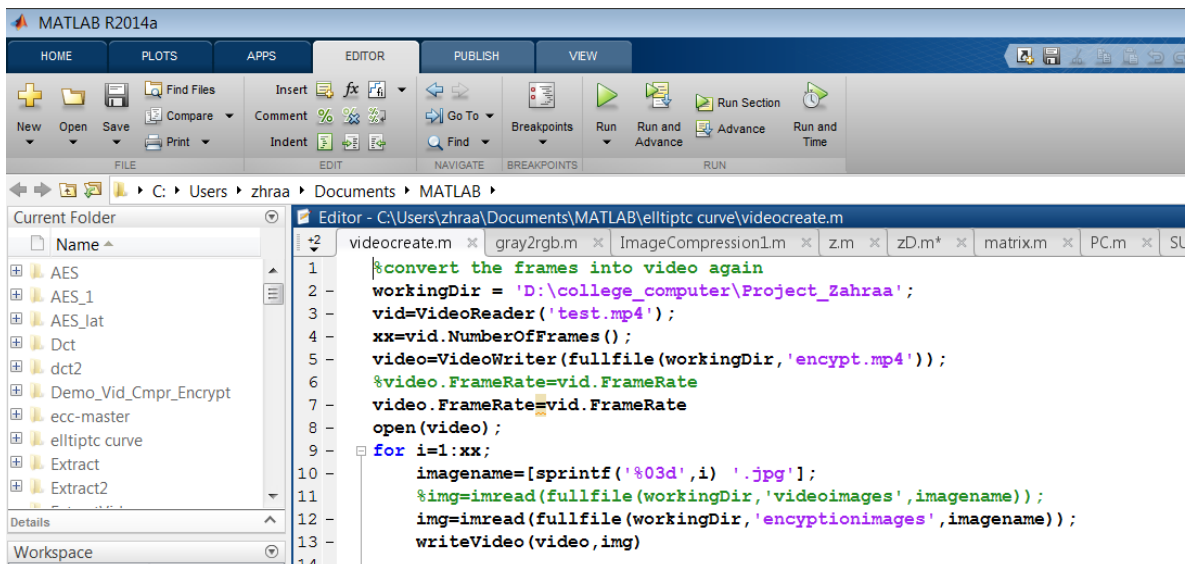 MATLAB R2014a
HOME PLOTS APPS EDITOR PUBLISH VIEW
New Open Save
Find Files
Compare
Print
FILE
Insert fx
Comment %
Indent
EDIT
Go To
Find
NAVIGATE
Breakpoints
BREAKPOINTS
Run
Run and Advance
Run Section
Advance
Run and Time
RUN
C: Users zhraa Documents MATLAB
Current Folder
Name
AES
AES_1
AES_lat
Dct
dct2
Demo_Vid_Cmpr_Encrypt
ecc-master
elltiptc curve
Extract
Extract2
Details
Workspace
Editor - C:\Users\zhraa\Documents\MATLAB\elltiptc curve\videocreate.m
+2 videocreate.m gray2rgb.m ImageCompression1.m z.m zD.m* matrix.m PC.m
1 %convert the frames into video again
2 - workingDir = 'D:\college_computer\Project_Zahraa';
3 - vid=VideoReader('test.mp4');
4 - xx=vid.NumberOfFrames();
5 - video=VideoWriter(fullfile(workingDir,'encypt.mp4'));
6 %video.FrameRate=vid.FrameRate
7 - video.FrameRate=vid.FrameRate
8 - open(video);
9 - for i=1:xx;
10 - imagename=[sprintf('%03d',i) '.jpg'];
11 %img=imread(fullfile(workingDir,'videoimages',imagename));
12 - img=imread(fullfile(workingDir,'encyptionimages',imagename));
13 - writeVideo(video,img)